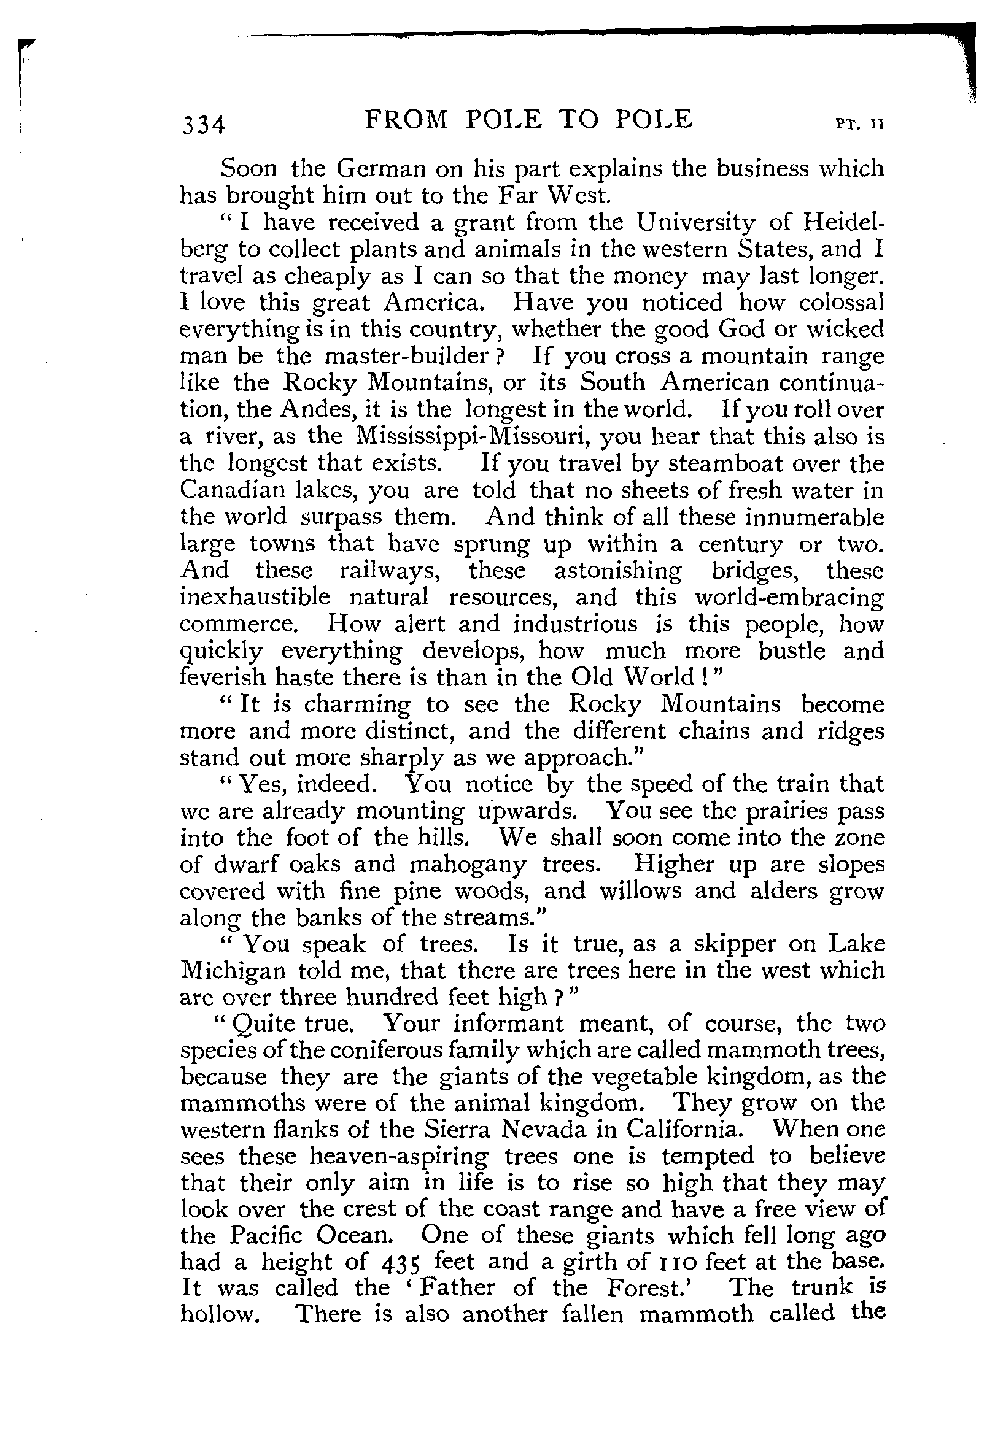 334 FROM POLE TO POLE PT. II
Soon the German on his part explains the business which
has brought him out to the Far West.
“ I have received a grant from the University of Heidel-
berg to collect plants and animals in the western States, and I
travel as cheaply as I can so that the money may last longer.
I love this great America. Have you noticed how colossal
everything is in this country, whether the good God or wicked
man be the master-builder ? If you cross a mountain range
like the Rocky Mountains, or its South American continua-
tion, the Andes, it is the longest in the world. If you roll over
a river, as the Mississippi-Missouri, you hear that this also is
the longest that exists. If you travel by steamboat over the
Canadian lakes, you are told that no sheets of fresh water in
the world surpass them. And think of all these innumerable
large towns that have sprung up within a century or two.
And these railways, these astonishing bridges, these
inexhaustible natural resources, and this world-embracing
commerce. How alert and industrious is this people, how
quickly everything develops, how much more bustle and
feverish haste there is than in the Old World ! ”
“ It is charming to see the Rocky Mountains become
more and more distinct, and the different chains and ridges
stand out more sharply as we approach.”
“ Yes, indeed. You notice by the speed of the train that
we are already mounting upwards. You see the prairies pass
into the foot of the hills. We shall soon come into the zone
of dwarf oaks and mahogany trees. Higher up are slopes
covered with fine pine woods, and willows and alders grow
along the banks of the streams.”
“ You speak of trees. Is it true, as a skipper on Lake
Michigan told me, that there are trees here in the west which
are over three hundred feet high ? ”
“ Quite true. Your informant meant, of course, the two
species of the coniferous family which are called mammoth trees,
because they are the giants of the vegetable kingdom, as the
mammoths were of the animal kingdom. They grow on the
western flanks of the Sierra Nevada in California. When one
sees these heaven-aspiring trees one is tempted to believe
that their only aim in life is to rise so high that they may
look over the crest of the coast range and have a free view of
the Pacific Ocean. One of these giants which fell long ago
had a height of 435 feet and a girth of 110 feet at the base.
It was called the ‘ Father of the Forest.’ The trunk is
hollow. There is also another fallen mammoth called the